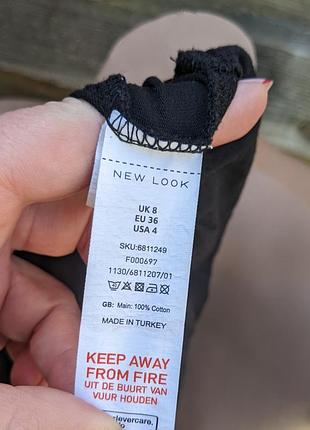 NEW LOOK
UK 8
EU 36
USA 4
SKU:6811249
F000697
1130/6811207/01
GB: Main: 100% Cotton
MADE IN TURKEY
KEEP AWAY
FROM FIRE
UIT DE BUURT VAN
VUUR HOUDEN
clevercare.